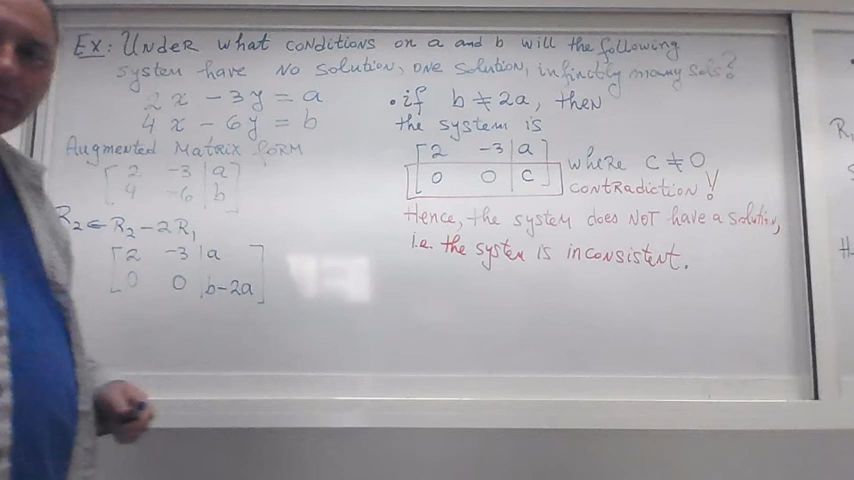 Ex: Under what conditions on a and b will the following
system have no solution, one solution, infinitly many sols?
2x - 3y = a
4x - 6y = b
Augmented Matrix form
[ 2 -3 | a ]
[ 4 -6 | b ]
R₂ ← R₂ - 2R₁
[ 2 -3 | a ]
[ 0 0 | b-2a ]
• if b ≠ 2a, then
the system is
[ 2 -3 | a ]
[ 0 0 | c ] where c ≠ 0
contradiction!
Hence, the system does NOT have a solution,
i.e. the system is inconsistent.
R
H